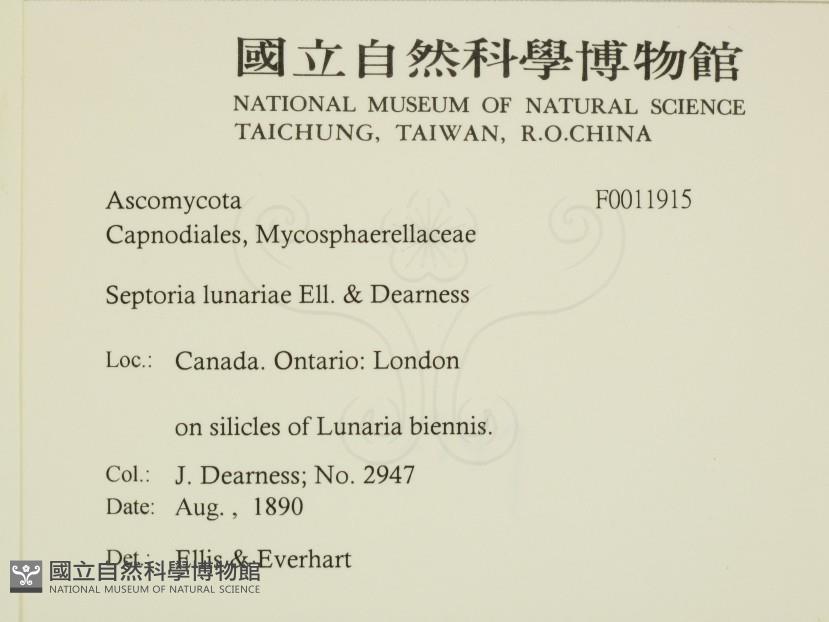 國立自然科學博物館
NATIONAL MUSEUM OF NATURAL SCIENCE
TAICHUNG, TAIWAN, R.O.CHINA
Ascomycota F0011915
Capnodiales, Mycosphaerellaceae
Septoria lunariae Ell. & Dearness
Loc.: Canada. Ontario: London
on silicles of Lunaria biennis.
Col.: J. Dearness; No. 2947
Date: Aug. , 1890
Det.: Ellis & Everhart
國立自然科學博物館
NATIONAL MUSEUM OF NATURAL SCIENCE